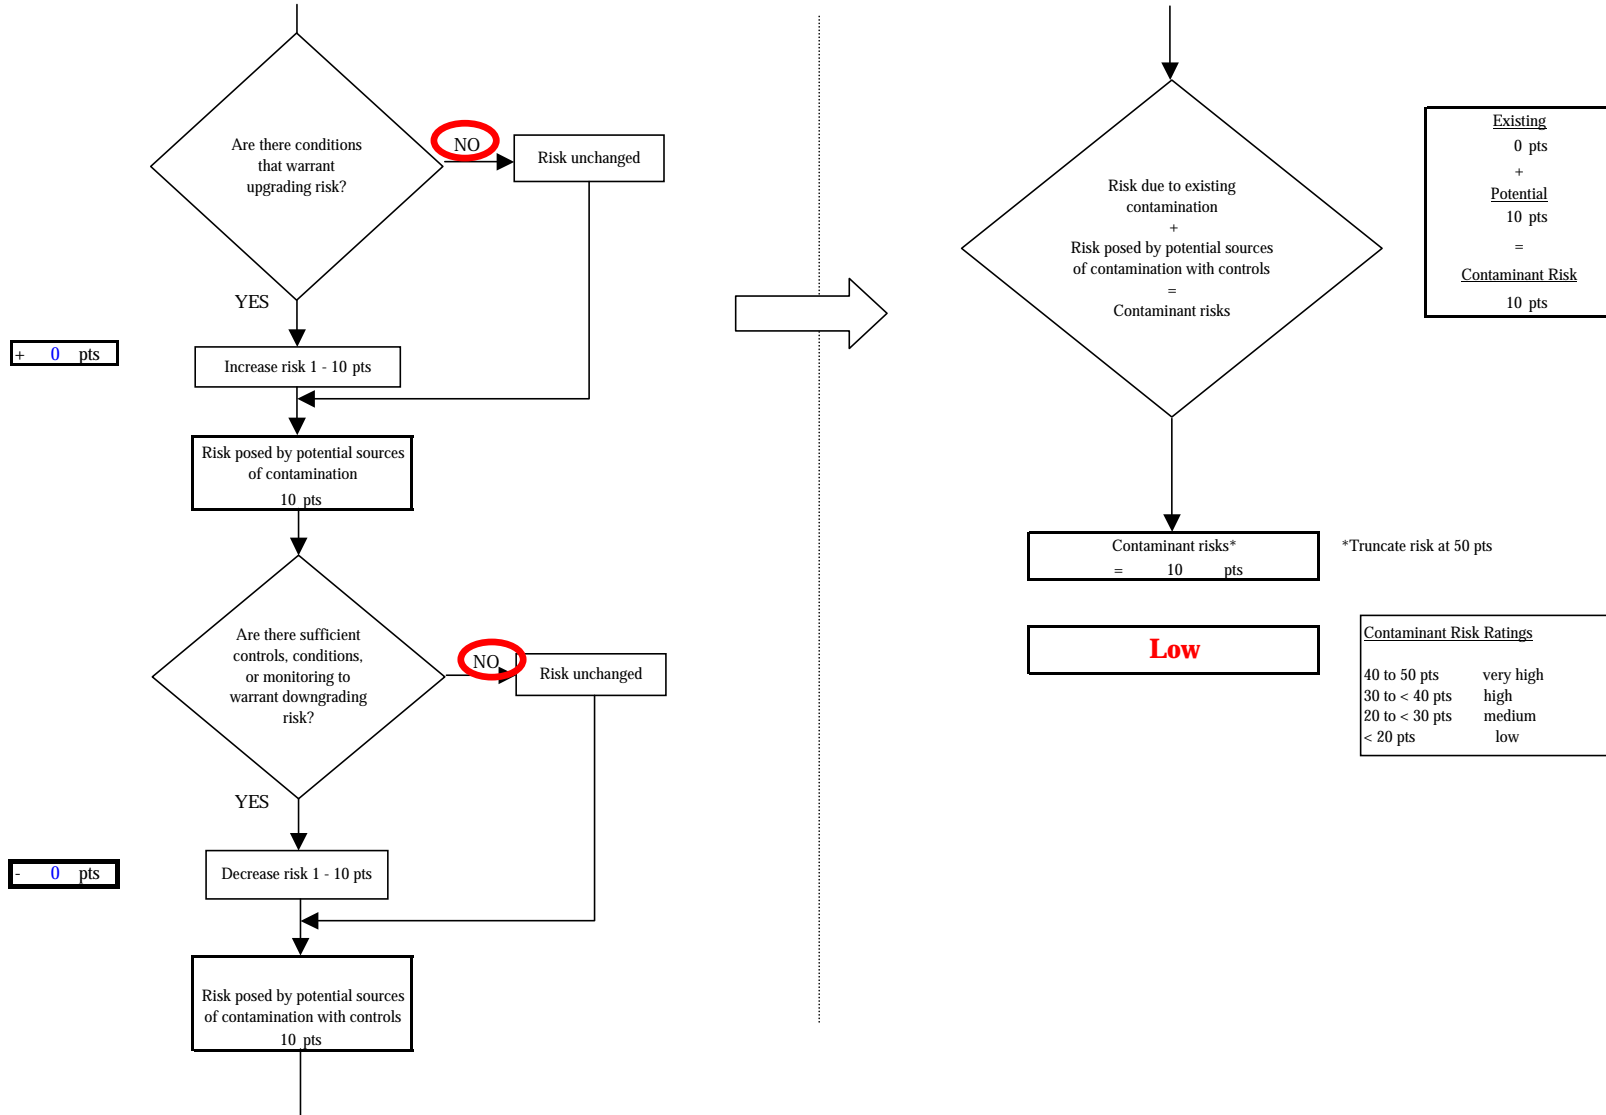 Are there conditions
that warrant
upgrading risk?
NO
Risk unchanged
YES
+ 0 pts
Increase risk 1 - 10 pts
Risk posed by potential sources
of contamination
10 pts
Are there sufficient
controls, conditions,
or monitoring to
warrant downgrading
risk?
NO
Risk unchanged
YES
- 0 pts
Decrease risk 1 - 10 pts
Risk posed by potential sources
of contamination with controls
10 pts
Risk due to existing
contamination
+
Risk posed by potential sources
of contamination with controls
=
Contaminant risks
Existing
0 pts
+
Potential
10 pts
=
Contaminant Risk
10 pts
Contaminant risks*
= 10 pts
*Truncate risk at 50 pts
Low
Contaminant Risk Ratings
40 to 50 pts very high
30 to < 40 pts high
20 to < 30 pts medium
< 20 pts low